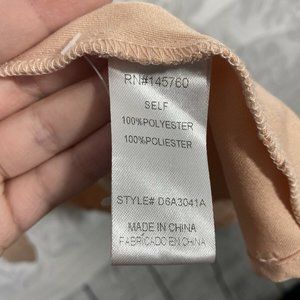 RN#145760
SELF
100%POLYESTER
100%POLIESTER
STYLE# D6A3041A
MADE IN CHINA
FABRICADO EN CHINA